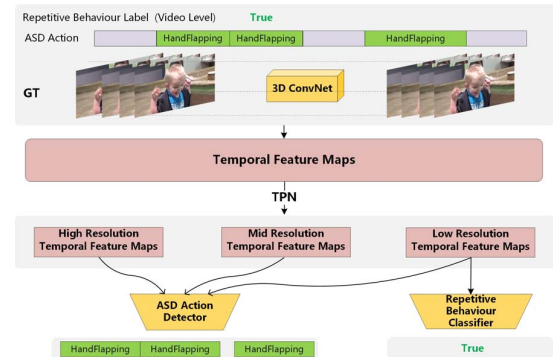 Repetitive Behaviour Label (Video Level) True
ASD Action HandFlapping HandFlapping HandFlapping
GT 3D ConvNet
Temporal Feature Maps
TPN
High Resolution
Temporal Feature Maps
Mid Resolution
Temporal Feature Maps
Low Resolution
Temporal Feature Maps
ASD Action
Detector
Repetitive
Behaviour
Classifier
HandFlapping HandFlapping HandFlapping True